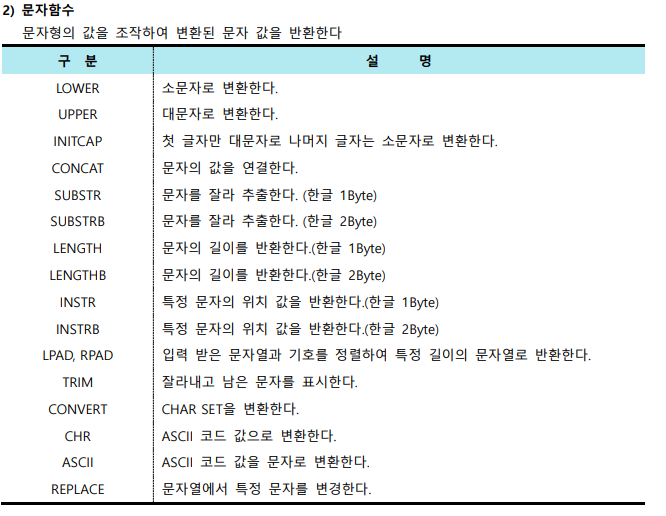 2) 문자함수
문자형의 값을 조작하여 변환된 문자 값을 반환한다
구 분 설 명
LOWER 소문자로 변환한다.
UPPER 대문자로 변환한다.
INITCAP 첫 글자만 대문자로 나머지 글자는 소문자로 변환한다.
CONCAT 문자의 값을 연결한다.
SUBSTR 문자를 잘라 추출한다. (한글 1Byte)
SUBSTRB 문자를 잘라 추출한다. (한글 2Byte)
LENGTH 문자의 길이를 반환한다.(한글 1Byte)
LENGTHB 문자의 길이를 반환한다.(한글 2Byte)
INSTR 특정 문자의 위치 값을 반환한다.(한글 1Byte)
INSTRB 특정 문자의 위치 값을 반환한다.(한글 2Byte)
LPAD, RPAD 입력 받은 문자열과 기호를 정렬하여 특정 길이의 문자열로 반환한다.
TRIM 잘라내고 남은 문자를 표시한다.
CONVERT CHAR SET을 변환한다.
CHR ASCII 코드 값으로 변환한다.
ASCII ASCII 코드 값을 문자로 변환한다.
REPLACE 문자열에서 특정 문자를 변경한다.